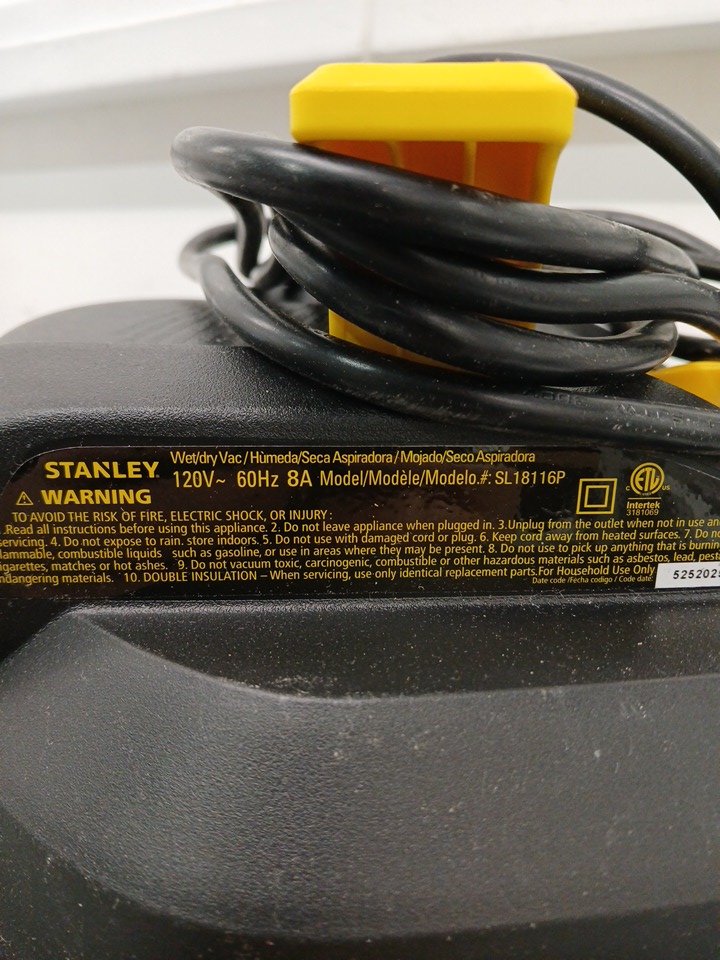 STANLEY.
Wet/dry Vac / Hùmeda/Seca Aspiradora / Mojado/Seco Aspiradora
120V~ 60Hz 8A Model/Modèle/Modelo.#: SL18116P
WARNING
C ETL US
Intertek
3181069
TO AVOID THE RISK OF FIRE, ELECTRIC SHOCK, OR INJURY :
.Read all instructions before using this appliance. 2. Do not leave appliance when plugged in. 3.Unplug from the outlet when not in use and
servicing. 4. Do not expose to rain. store indoors. 5. Do not use with damaged cord or plug. 6. Keep cord away from heated surfaces. 7. Do
flammable, combustible liquids such as gasoline, or use in areas where they may be present. 8. Do not use to pick up anything that is burning
cigarettes, matches or hot ashes. 9. Do not vacuum toxic, carcinogenic, combustible or other hazardous materials such as asbestos, lead,
endangering materials. 10. DOUBLE INSULATION – When servicing, use only identical replacement parts.For Household Use Only
Date code /Fecha codigo / Code date: